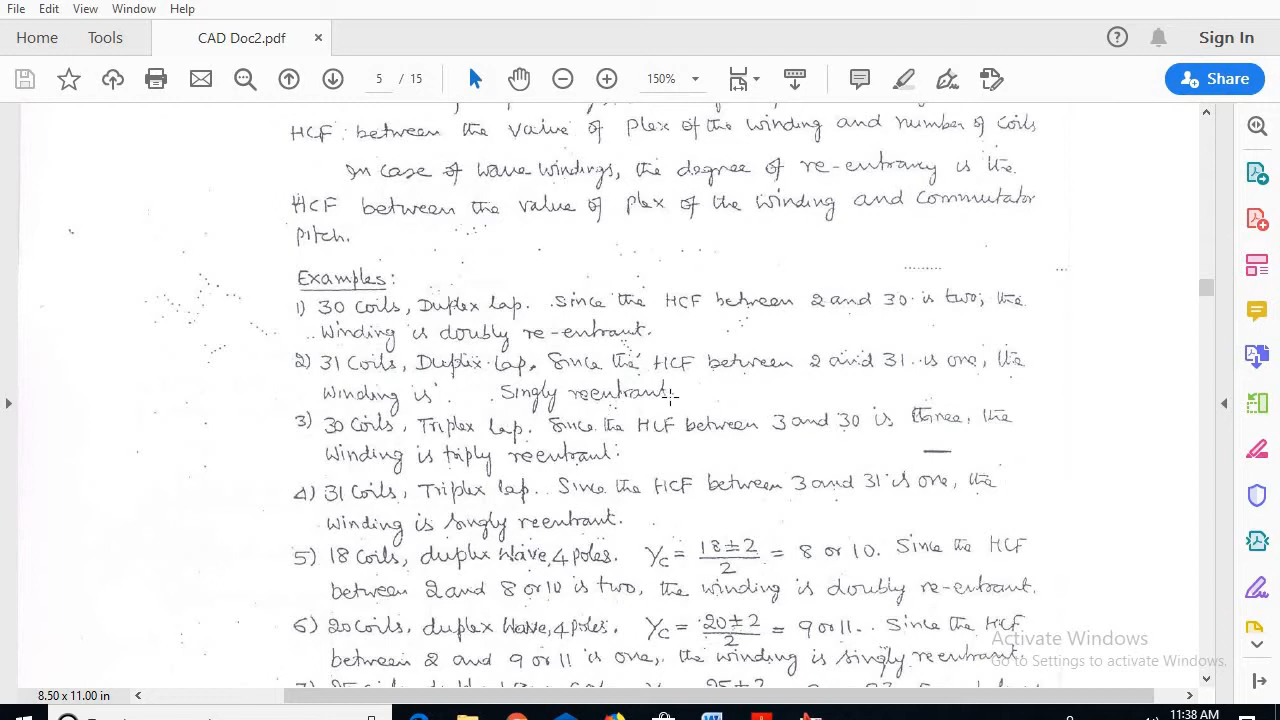 File Edit View Window Help
Home Tools CAD Doc2.pdf × Sign In
5 / 15 150% Share
HCF between the value of Plex of the winding and number of coils
In case of wave windings, the degree of re-entrancy is the
HCF between the value of plex of the winding and commutator
pitch.
Examples:
1) 30 coils, Duplex lap. Since the HCF between 2 and 30 is two, the
winding is doubly re-entrant.
2) 31 coils, Duplex lap. Since the HCF between 2 and 31 is one, the
winding is Singly reentrant.
3) 30 coils, Triplex lap. Since the HCF between 3 and 30 is three, the
winding is triply reentrant.
4) 31 coils, Triplex lap. Since the HCF between 3 and 31 is one, the
winding is singly reentrant.
5) 18 coils, duplex wave, 4 poles. Yc = 18±2/2 = 8 or 10. Since the HCF
between 2 and 8 or 10 is two, the winding is doubly re-entrant.
6) 20 coils, duplex wave, 4 poles. Yc = 20±2/2 = 9 or 11. Since the HCF
between 2 and 9 or 11 is one, the winding is singly reentrant.
Activate Windows
Go to Settings to activate Windows.
8.50 x 11.00 in
11:38 AM